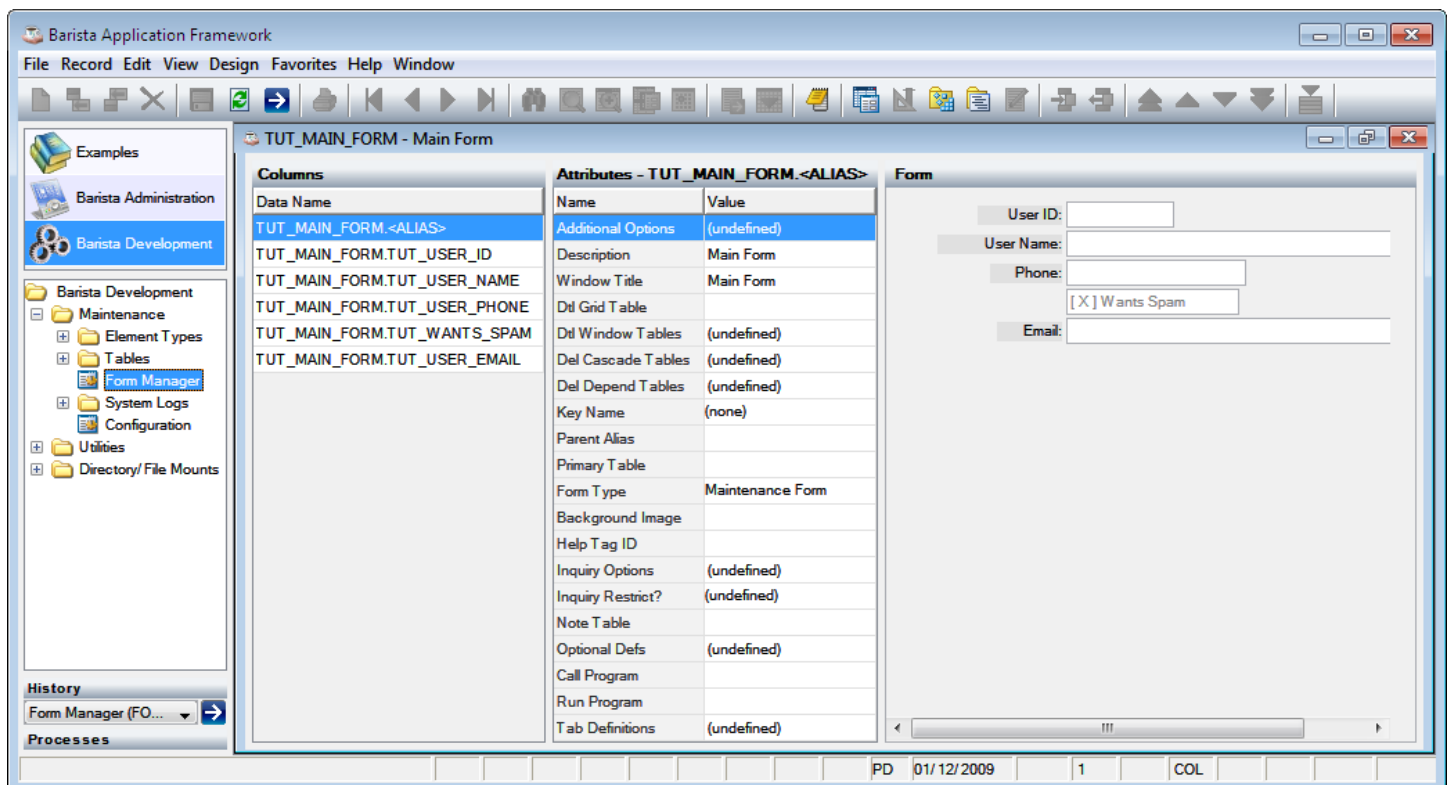 Barista Application Framework
File Record Edit View Design Favorites Help Window
Examples
Barista Administration
Barista Development
Barista Development
Maintenance
Element Types
Tables
Form Manager
System Logs
Configuration
Utilities
Directory/ File Mounts
History
Form Manager (FO...
Processes
TUT_MAIN_FORM - Main Form
Columns
Data Name
TUT_MAIN_FORM.<ALIAS>
TUT_MAIN_FORM.TUT_USER_ID
TUT_MAIN_FORM.TUT_USER_NAME
TUT_MAIN_FORM.TUT_USER_PHONE
TUT_MAIN_FORM.TUT_WANTS_SPAM
TUT_MAIN_FORM.TUT_USER_EMAIL
Attributes - TUT_MAIN_FORM.<ALIAS>
Name Value
Additional Options (undefined)
Description Main Form
Window Title Main Form
Dtl Grid Table
Dtl Window Tables (undefined)
Del Cascade Tables (undefined)
Del Depend Tables (undefined)
Key Name (none)
Parent Alias
Primary Table
Form Type Maintenance Form
Background Image
Help Tag ID
Inquiry Options (undefined)
Inquiry Restrict? (undefined)
Note Table
Optional Defs (undefined)
Call Program
Run Program
Tab Definitions (undefined)
Form
User ID:
User Name:
Phone:
[ X ] Wants Spam
Email:
PD 01/12/2009 1 COL